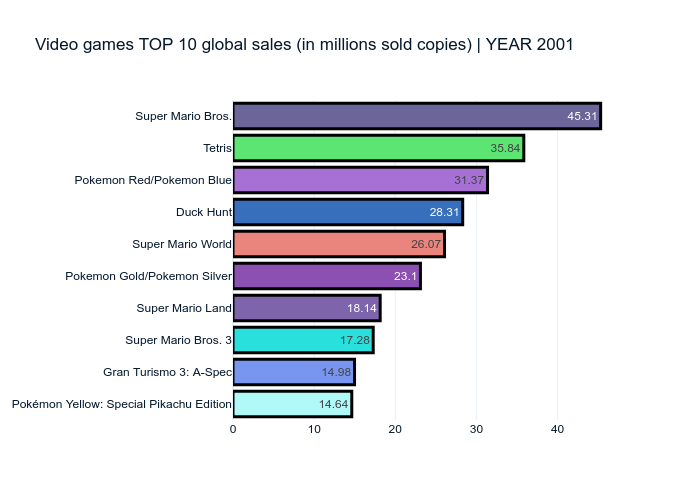 Video games TOP 10 global sales (in millions sold copies) | YEAR 2001
Super Mario Bros. 45.31
Tetris 35.84
Pokemon Red/Pokemon Blue 31.37
Duck Hunt 28.31
Super Mario World 26.07
Pokemon Gold/Pokemon Silver 23.1
Super Mario Land 18.14
Super Mario Bros. 3 17.28
Gran Turismo 3: A-Spec 14.98
Pokémon Yellow: Special Pikachu Edition 14.64
0 10 20 30 40